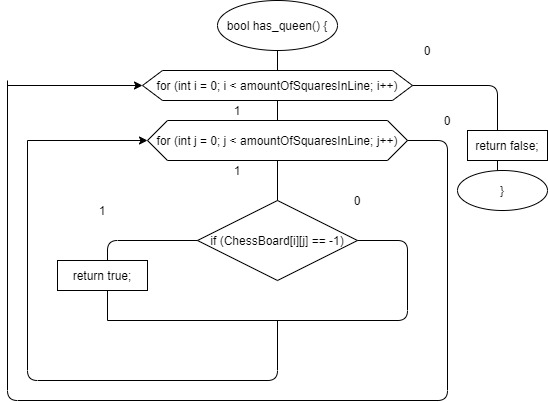 bool has_queen() {
0
for (int i = 0; i < amountOfSquaresInLine; i++)
1
0
for (int j = 0; j < amountOfSquaresInLine; j++)
return false;
1
}
1
0
if (ChessBoard[i][j] == -1)
return true;